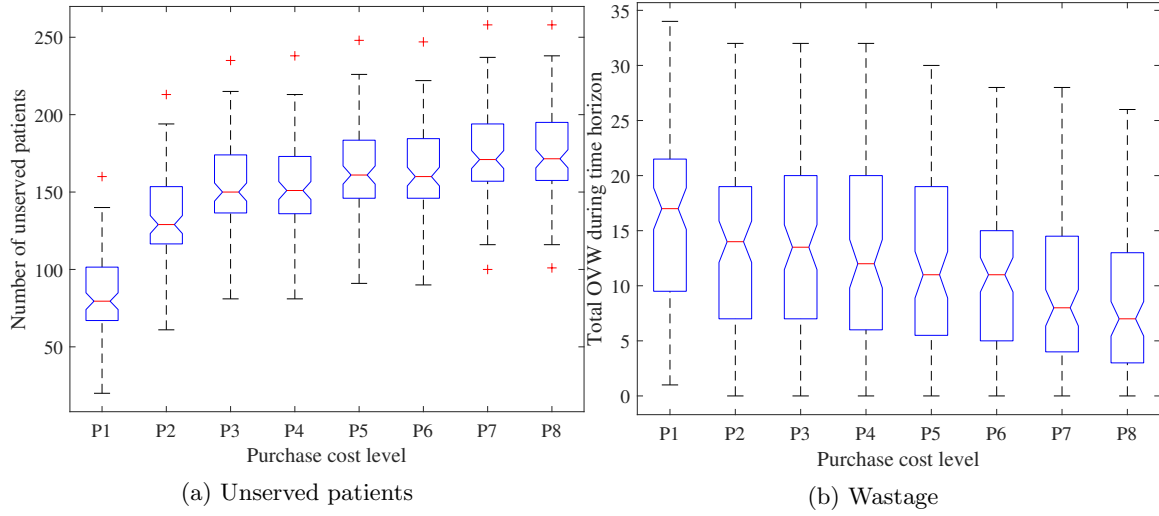 Number of unserved patients
250
200
150
100
50
P1 P2 P3 P4 P5 P6 P7 P8
Purchase cost level
(a) Unserved patients
Total OVW during time horizon
35
30
25
20
15
10
5
0
P1 P2 P3 P4 P5 P6 P7 P8
Purchase cost level
(b) Wastage